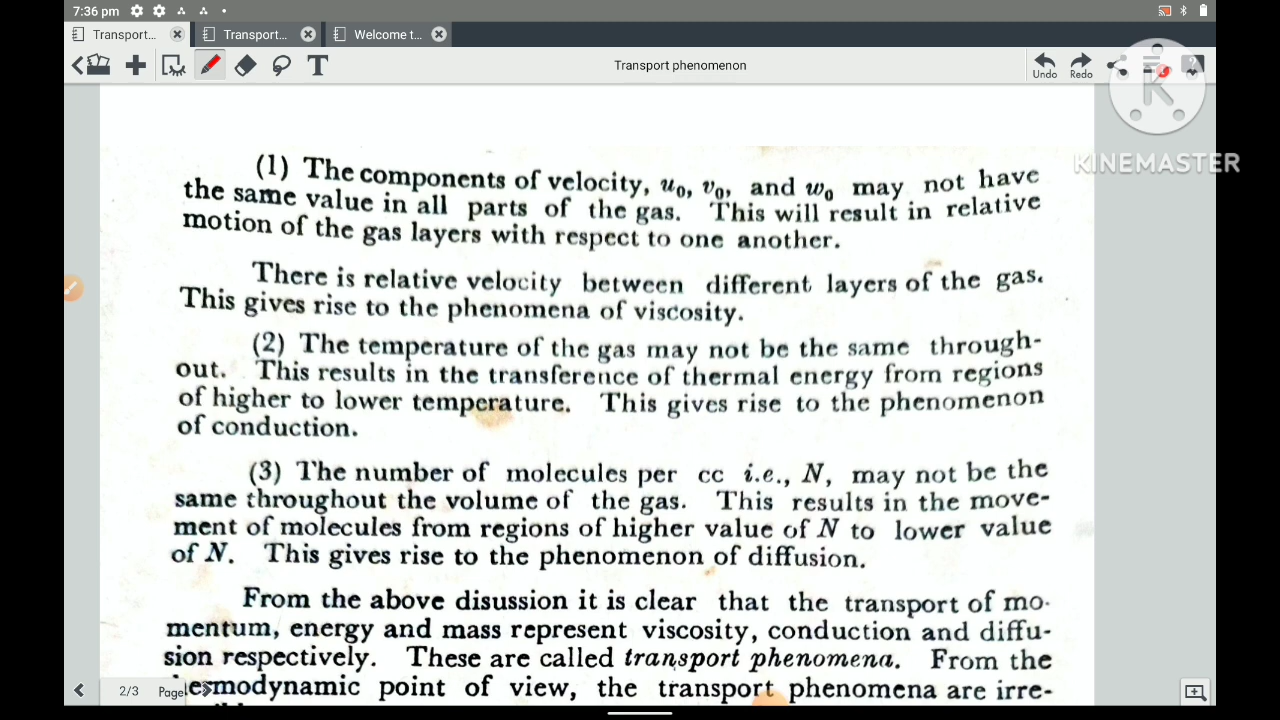 7:36 pm
Transport...
Transport...
Welcome t...
T
Transport phenomenon
Undo
Redo
K
KINEMASTER
(1) The components of velocity, u₀, v₀, and w₀ may not have
the same value in all parts of the gas. This will result in relative
motion of the gas layers with respect to one another.
There is relative velocity between different layers of the gas.
This gives rise to the phenomena of viscosity.
(2) The temperature of the gas may not be the same through-
out. This results in the transference of thermal energy from regions
of higher to lower temperature. This gives rise to the phenomenon
of conduction.
(3) The number of molecules per cc i.e., N, may not be the
same throughout the volume of the gas. This results in the move-
ment of molecules from regions of higher value of N to lower value
of N. This gives rise to the phenomenon of diffusion.
From the above disussion it is clear that the transport of mo-
mentum, energy and mass represent viscosity, conduction and diffu-
sion respectively. These are called transport phenomena. From the
point of view, the transport phenomena are irre-
2/3 Page